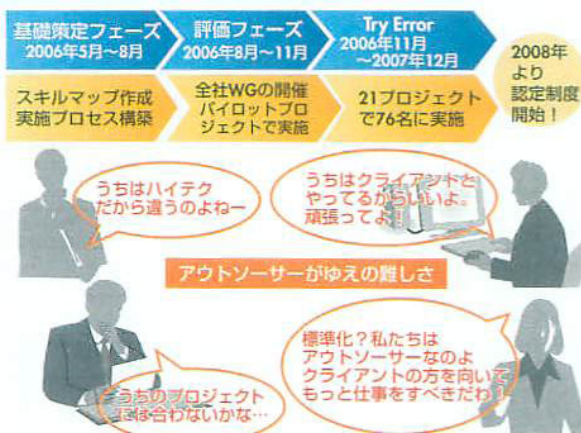 基礎策定フェーズ
2006年5月～8月
評価フェーズ
2006年8月～11月
Try Error
2006年11月
～2007年12月
2008年
より
認定制度
開始！
スキルマップ作成
実施プロセス構築
全社WGの開催
パイロットプロ
ジェクトで実施
21プロジェクト
で76名に実施
うちはハイテク
だから違うのよねー
うちはクライアントと
やってるからいいよ。
頑張ってよ！
アウトソーサーがゆえの難しさ
うちのプロジェクト
には合わないかな…
標準化？私たちは
アウトソーサーなのよ
クライアントの方を向いて
もっと仕事をすべきだわ！